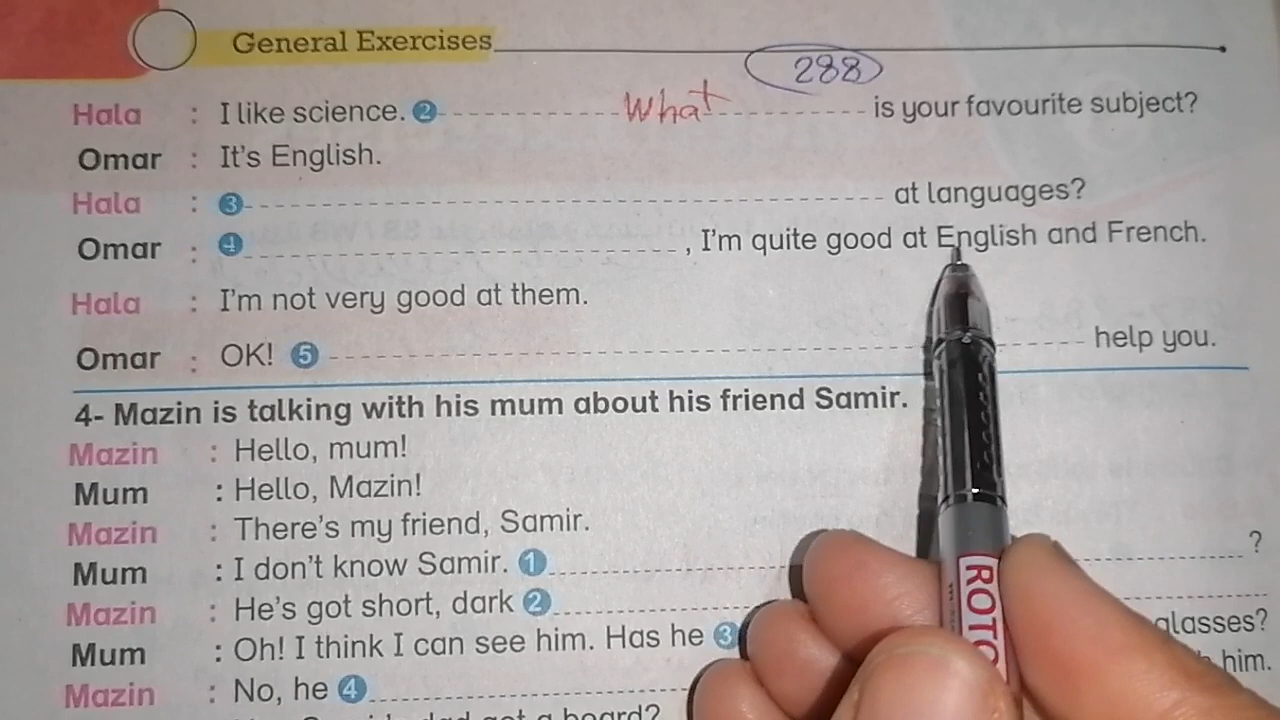 General Exercises
288
Hala : I like science. 2 What is your favourite subject?
Omar : It's English.
Hala : 3 at languages?
Omar : 4 , I'm quite good at English and French.
Hala : I'm not very good at them.
Omar : OK! 5 help you.
4- Mazin is talking with his mum about his friend Samir.
Mazin : Hello, mum!
Mum : Hello, Mazin!
Mazin : There's my friend, Samir.
Mum : I don't know Samir. 1 ?
Mazin : He's got short, dark 2
Mum : Oh! I think I can see him. Has he 3 glasses?
Mazin : No, he 4 him.
got a board?
ROTO